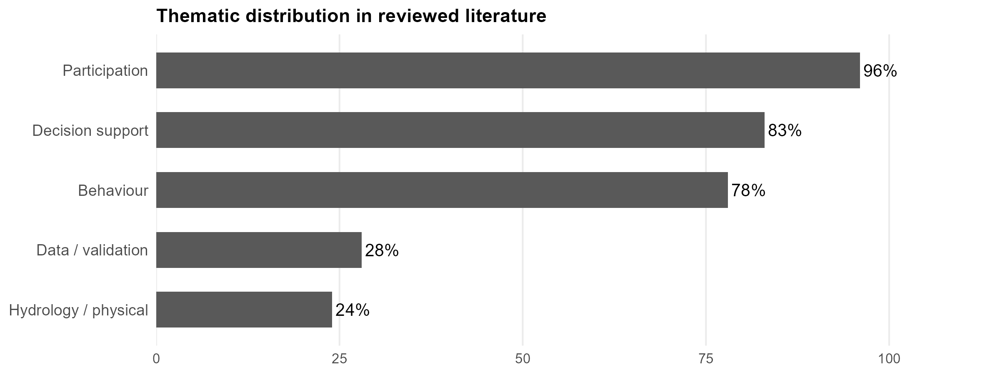 Thematic distribution in reviewed literature
Participation 96%
Decision support 83%
Behaviour 78%
Data / validation 28%
Hydrology / physical 24%
0 25 50 75 100